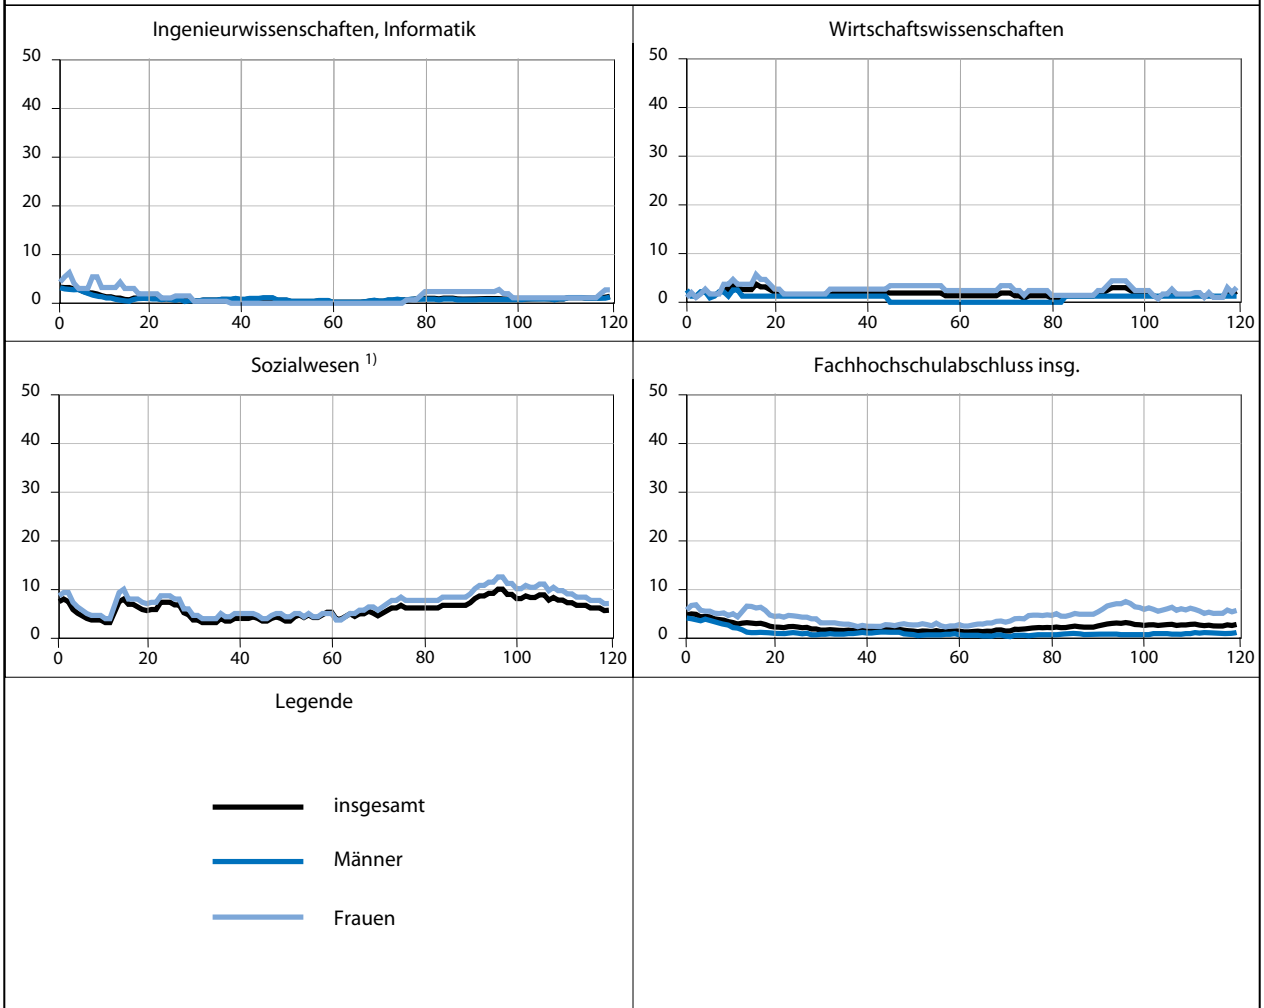 Ingenieurwissenschaften, Informatik
50
40
30
20
10
0
0 20 40 60 80 100 120
Wirtschaftswissenschaften
50
40
30
20
10
0
0 20 40 60 80 100 120
Sozialwesen 1)
50
40
30
20
10
0
0 20 40 60 80 100 120
Fachhochschulabschluss insg.
50
40
30
20
10
0
0 20 40 60 80 100 120
Legende
insgesamt
Männer
Frauen